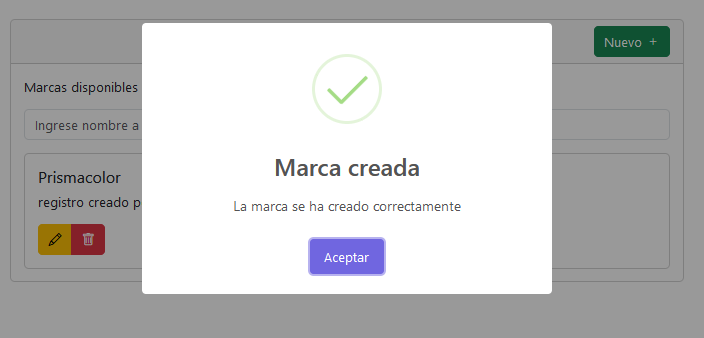 Nuevo +
Marcas disponibles
Ingrese nombre a
Prismacolor
registro creado p
Marca creada
La marca se ha creado correctamente
Aceptar